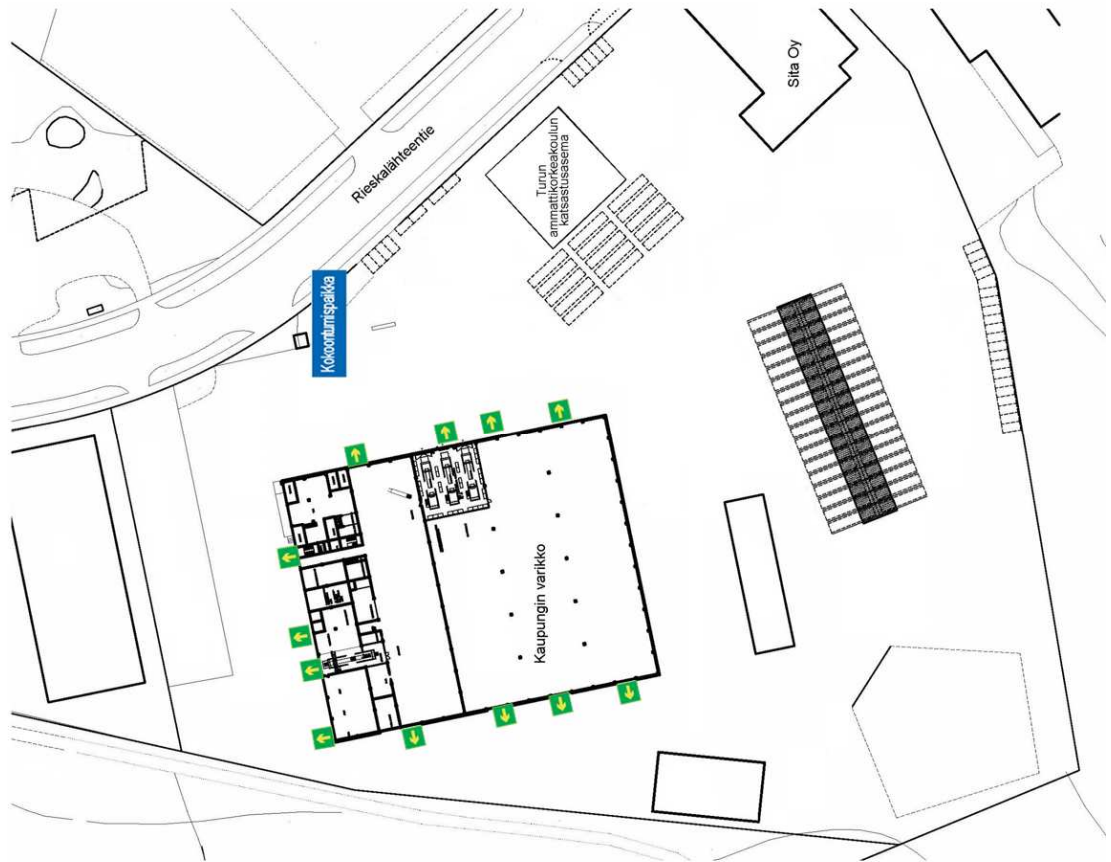 Sita Oy
Rieskalähteentie
Turun
ammattikorkeakoulun
katsastusasema
Kokoontumispaikka
Kaupungin varikko